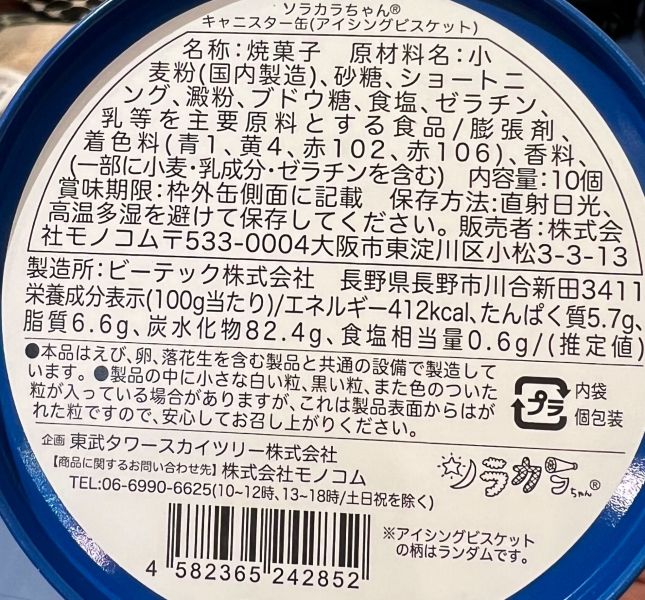 ソラカラちゃん®
キャニスター缶(アイシングビスケット)
名称:焼菓子 原材料名:小
麦粉(国内製造)、砂糖、ショートニ
ング、澱粉、ブドウ糖、食塩、ゼラチン、
乳等を主要原料とする食品/膨張剤、
着色料(青1、黄4、赤102、赤106)、香料、
(一部に小麦・乳成分・ゼラチンを含む) 内容量:10個
賞味期限:枠外缶側面に記載 保存方法:直射日光、
高温多湿を避けて保存してください。販売者:株式会
社モノコム〒533-0004大阪市東淀川区小松3-3-13
製造所:ビーテック株式会社 長野県長野市川合新田3411
栄養成分表示(100g当たり)/エネルギー412kcal、たんぱく質5.7g、
脂質6.6g、炭水化物82.4g、食塩相当量0.6g/(推定値)
●本品はえび、卵、落花生を含む製品と共通の設備で製造して
います。●製品の中に小さな白い粒、黒い粒、また色のついた
粒が入っている場合がありますが、これは製品表面からはが
れた粒ですので、安心してお召し上がりください。
プラ
内袋
個包装
企画 東武タワースカイツリー株式会社
【商品に関するお問い合わせ先】株式会社モノコム
TEL:06-6990-6625(10~12時、13~18時/土日祝を除く)
ソラカラちゃん®
※アイシングビスケット
の柄はランダムです。
4 582365 242852